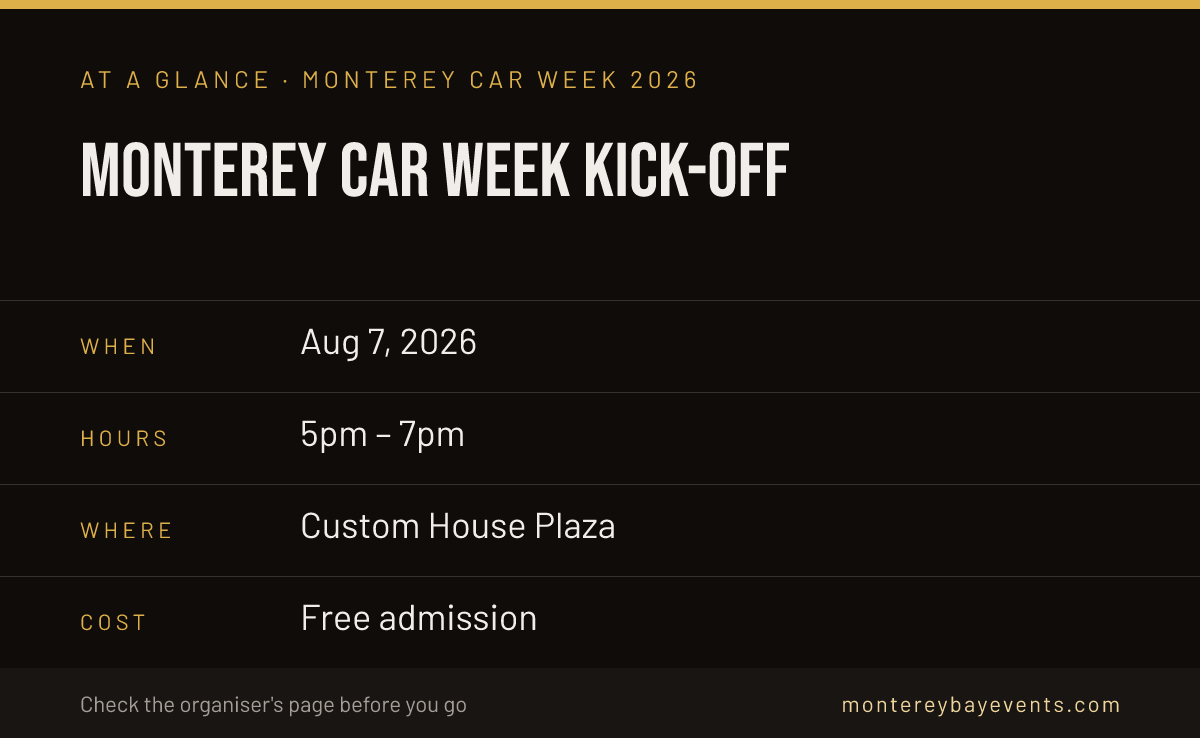 AT A GLANCE · MONTEREY CAR WEEK 2026
MONTEREY CAR WEEK KICK-OFF
WHEN Aug 7, 2026
HOURS 5pm – 7pm
WHERE Custom House Plaza
COST Free admission
Check the organiser's page before you go montereybayevents.com